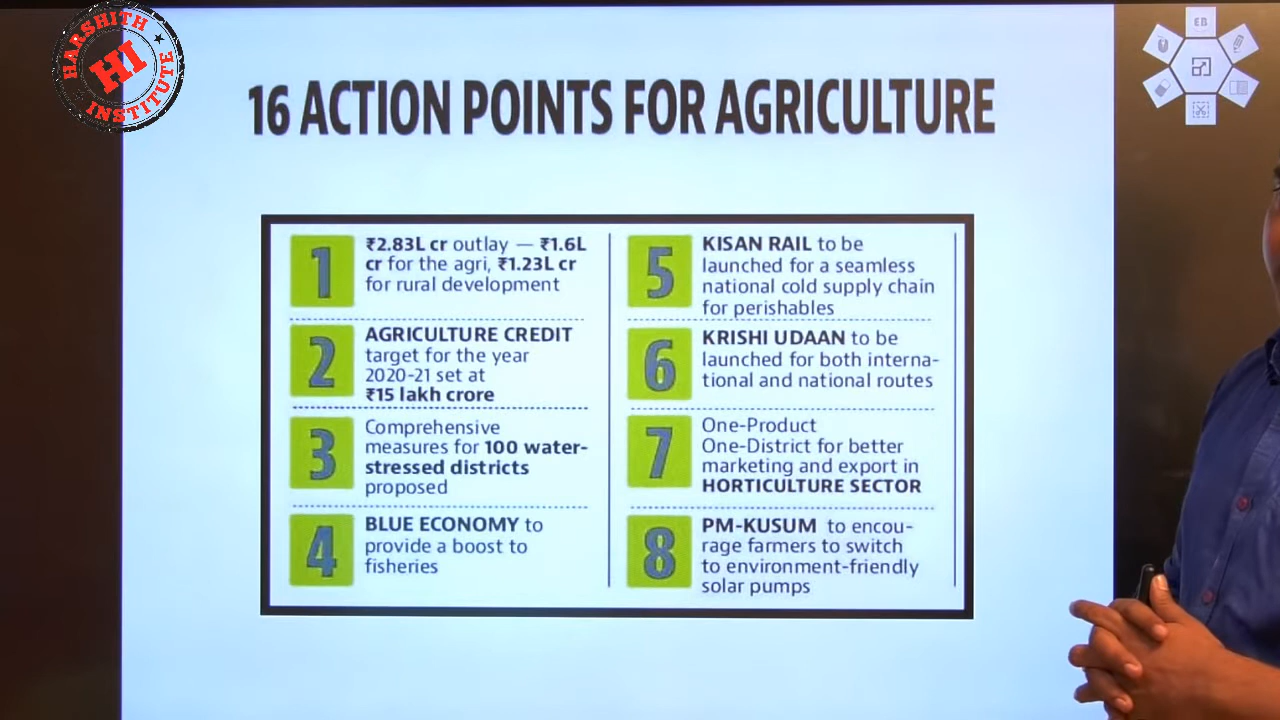 HARSHITH
HI
INSTITUTE
EB
16 ACTION POINTS FOR AGRICULTURE
1
₹2.83L cr outlay — ₹1.6L
cr for the agri, ₹1.23L cr
for rural development
2
AGRICULTURE CREDIT
target for the year
2020-21 set at
₹15 lakh crore
3
Comprehensive
measures for 100 water-
stressed districts
proposed
4
BLUE ECONOMY to
provide a boost to
fisheries
5
KISAN RAIL to be
launched for a seamless
national cold supply chain
for perishables
6
KRISHI UDAAN to be
launched for both interna-
tional and national routes
7
One-Product
One-District for better
marketing and export in
HORTICULTURE SECTOR
8
PM-KUSUM to encou-
rage farmers to switch
to environment-friendly
solar pumps